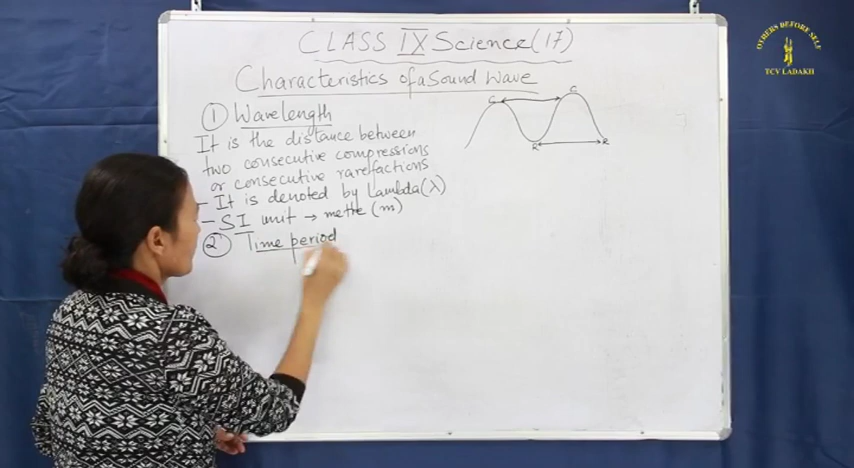 CLASS IX Science (17)
Characteristics of a Sound Wave
① Wavelength
It is the distance between
two consecutive compressions
or consecutive rarefactions
- It is denoted by Lambda (λ)
- SI unit → metre (m)
② Time period
C C
R R
OTHERS BEFORE SELF
TCV LADAKH